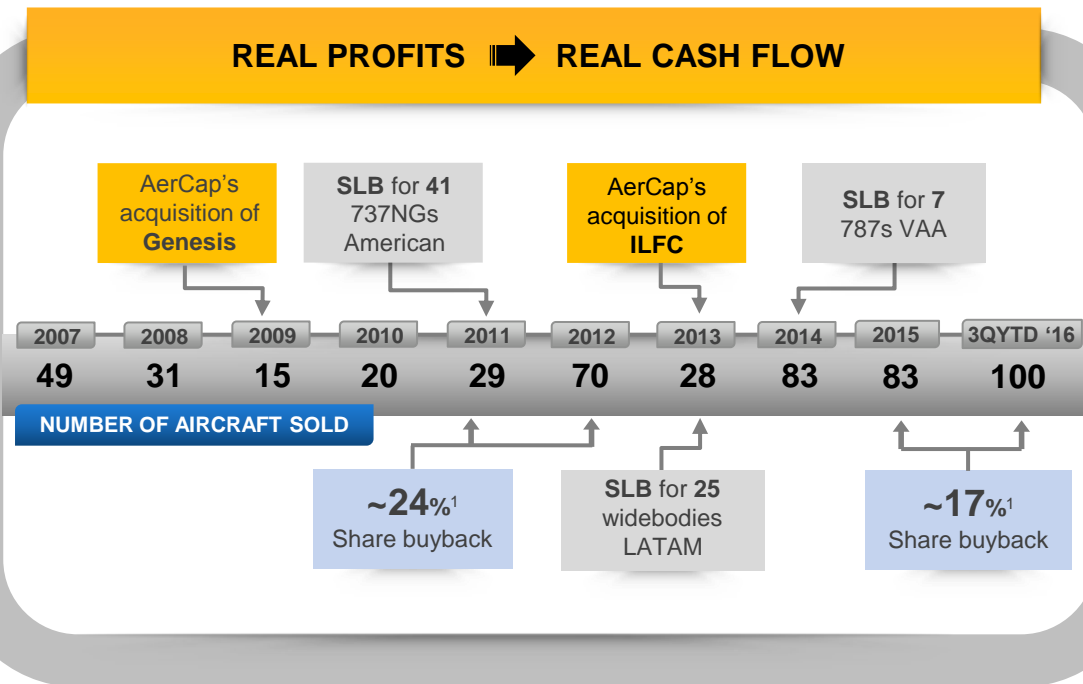 REAL PROFITS REAL CASH FLOW
AerCap's
acquisition of
Genesis
SLB for 41
737NGs
American
AerCap's
acquisition of
ILFC
SLB for 7
787s VAA
2007 2008 2009 2010 2011 2012 2013 2014 2015 3QYTD ‘16
49 31 15 20 29 70 28 83 83 100
NUMBER OF AIRCRAFT SOLD
~24%¹
Share buyback
SLB for 25
widebodies
LATAM
~17%¹
Share buyback